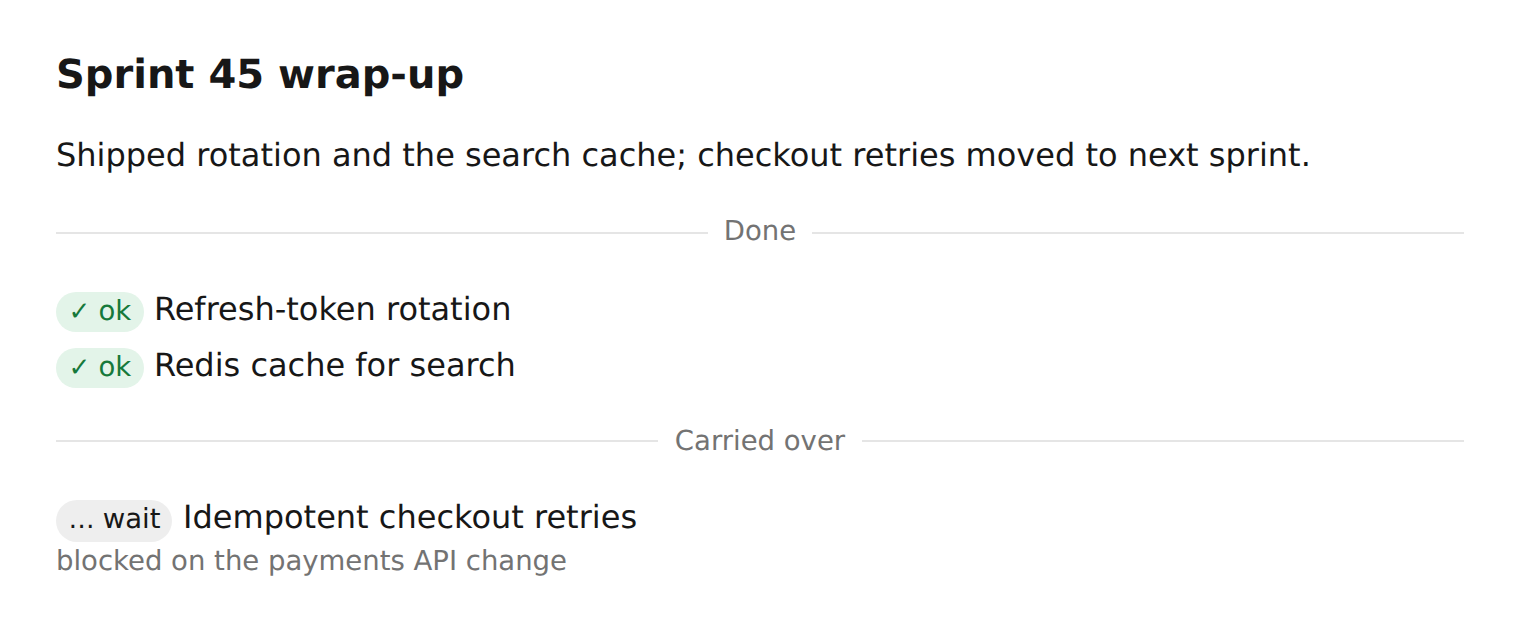 Sprint 45 wrap-up
Shipped rotation and the search cache; checkout retries moved to next sprint.
Done
✓ ok Refresh-token rotation
✓ ok Redis cache for search
Carried over
... wait Idempotent checkout retries
blocked on the payments API change